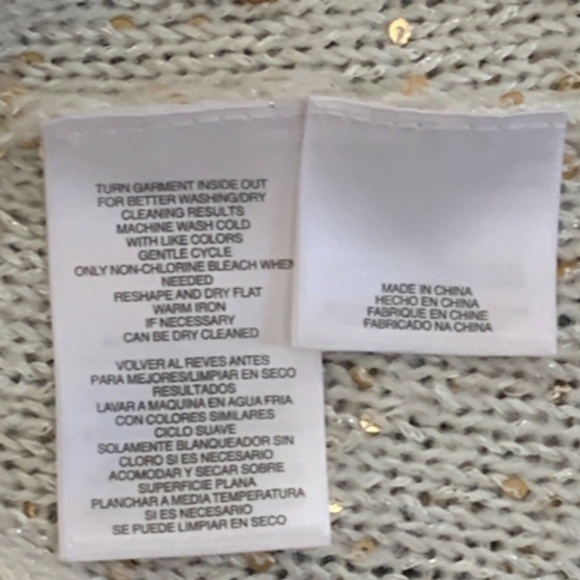 TURN GARMENT INSIDE OUT
FOR BETTER WASHING/DRY
CLEANING RESULTS
MACHINE WASH COLD
WITH LIKE COLORS
GENTLE CYCLE
ONLY NON-CHLORINE BLEACH WHEN
NEEDED
RESHAPE AND DRY FLAT
WARM IRON
IF NECESSARY
CAN BE DRY CLEANED
VOLVER AL REVES ANTES
PARA MEJORES/LIMPIAR EN SECO
RESULTADOS
LAVAR A MAQUINA EN AGUA FRIA
CON COLORES SIMILARES
CICLO SUAVE
SOLAMENTE BLANQUEADOR SIN
CLORO SI ES NECESARIO
ACOMODAR Y SECAR SOBRE
SUPERFICIE PLANA
PLANCHAR A MEDIA TEMPERATURA
SI ES NECESARIO
SE PUEDE LIMPIAR EN SECO
MADE IN CHINA
HECHO EN CHINA
FABRIQUE EN CHINE
FABRICADO NA CHINA